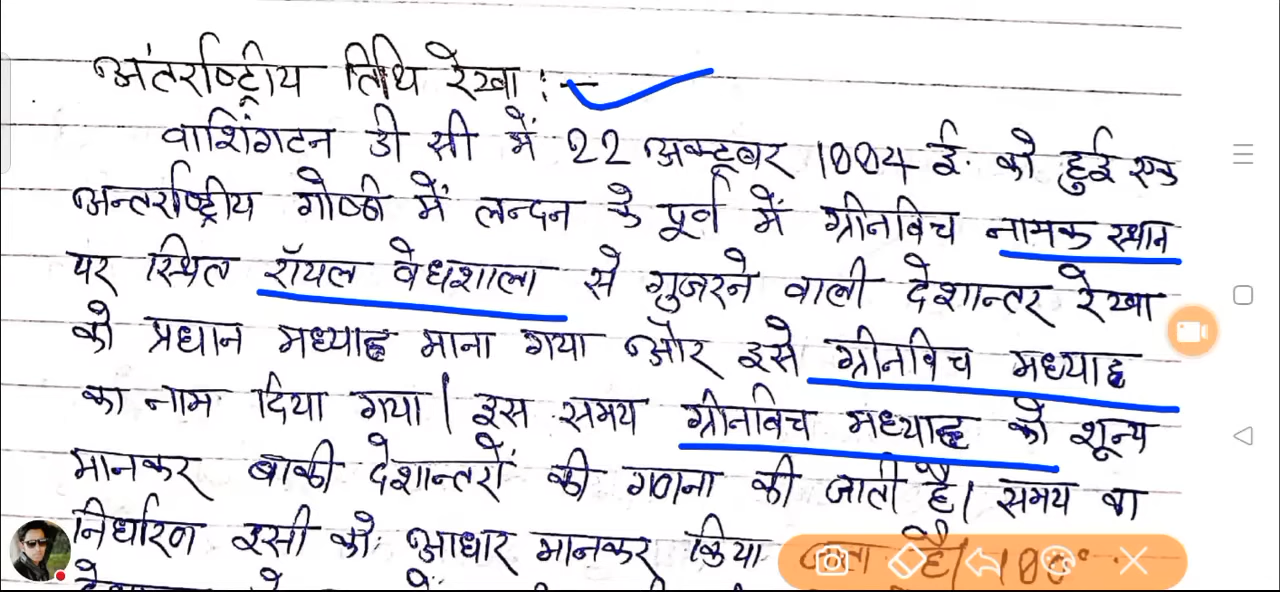 अंतर्राष्ट्रीय तिथि रेखा :-
वाशिंगटन डी सी में 22 अक्टूबर 1884 ई. को हुई एक
अन्तर्राष्ट्रीय गोष्ठी में लन्दन के पूर्व में ग्रीनविच नामक स्थान
पर स्थित रॉयल वेधशाला से गुजरने वाली देशान्तर रेखा
को प्रधान मध्याह्न माना गया और इसे ग्रीनविच मध्याह्न
का नाम दिया गया। इस समय ग्रीनविच मध्याह्न को शून्य
मानकर बाकी देशान्तरों की गणना की जाती है। समय का
निर्धारण इसी को आधार मानकर किया जाता है। 180°